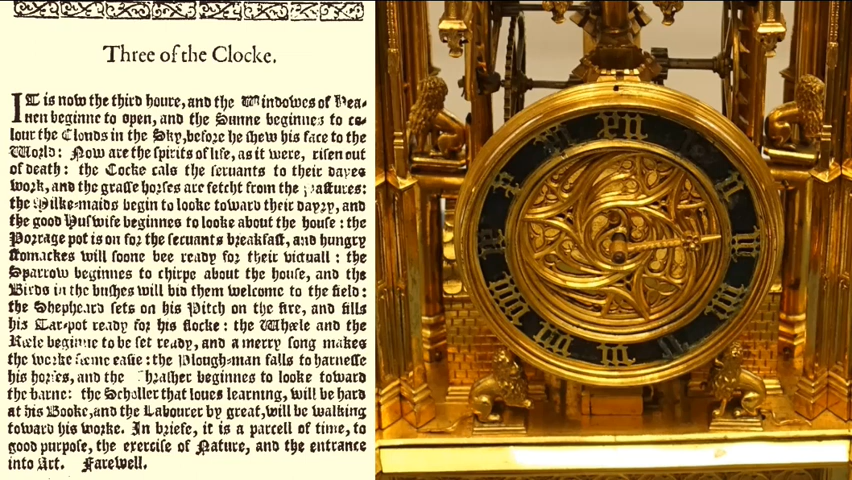 Three of the Clocke.
IT is now the third houre, and the Windowes of Hea-
uen beginne to open, and the Sunne beginnes to co-
lour the Clouds in the Sky, before he shew his face to the
World: Now are the spirits of life, as it were, risen out
of death: the Cocke cals the seruants to their dayes
work, and the grasse horses are fetcht from the Pastures:
the Milke-maids begin to looke toward their dayry, and
the good Huswife beginnes to looke about the house: the
Porrage pot is on for the seruants breakfast, and hungry
stomackes will soone bee ready for their victuall: the
Sparrow beginnes to chirpe about the house, and the
Birds in the bushes will bid them welcome to the field:
the Shepheard sets on his Pitch on the fire, and fills
his Tar-pot ready for his flocke: the Wheele and the
Reele beginne to be set ready, and a merry song makes
the worke seeme easie: the Plough-man falls to harnesse
his horses, and the Thrasher beginnes to looke toward
the barne: the Scholler that loues learning, will be hard
at his Booke, and the Labourer by great, will be walking
toward his worke. In briefe, it is a parcell of time, to
good purpose, the exercise of Nature, and the entrance
into Art. Farewell.
XII
II
III
IIII
VI
VII
VIII
IX
X
XI